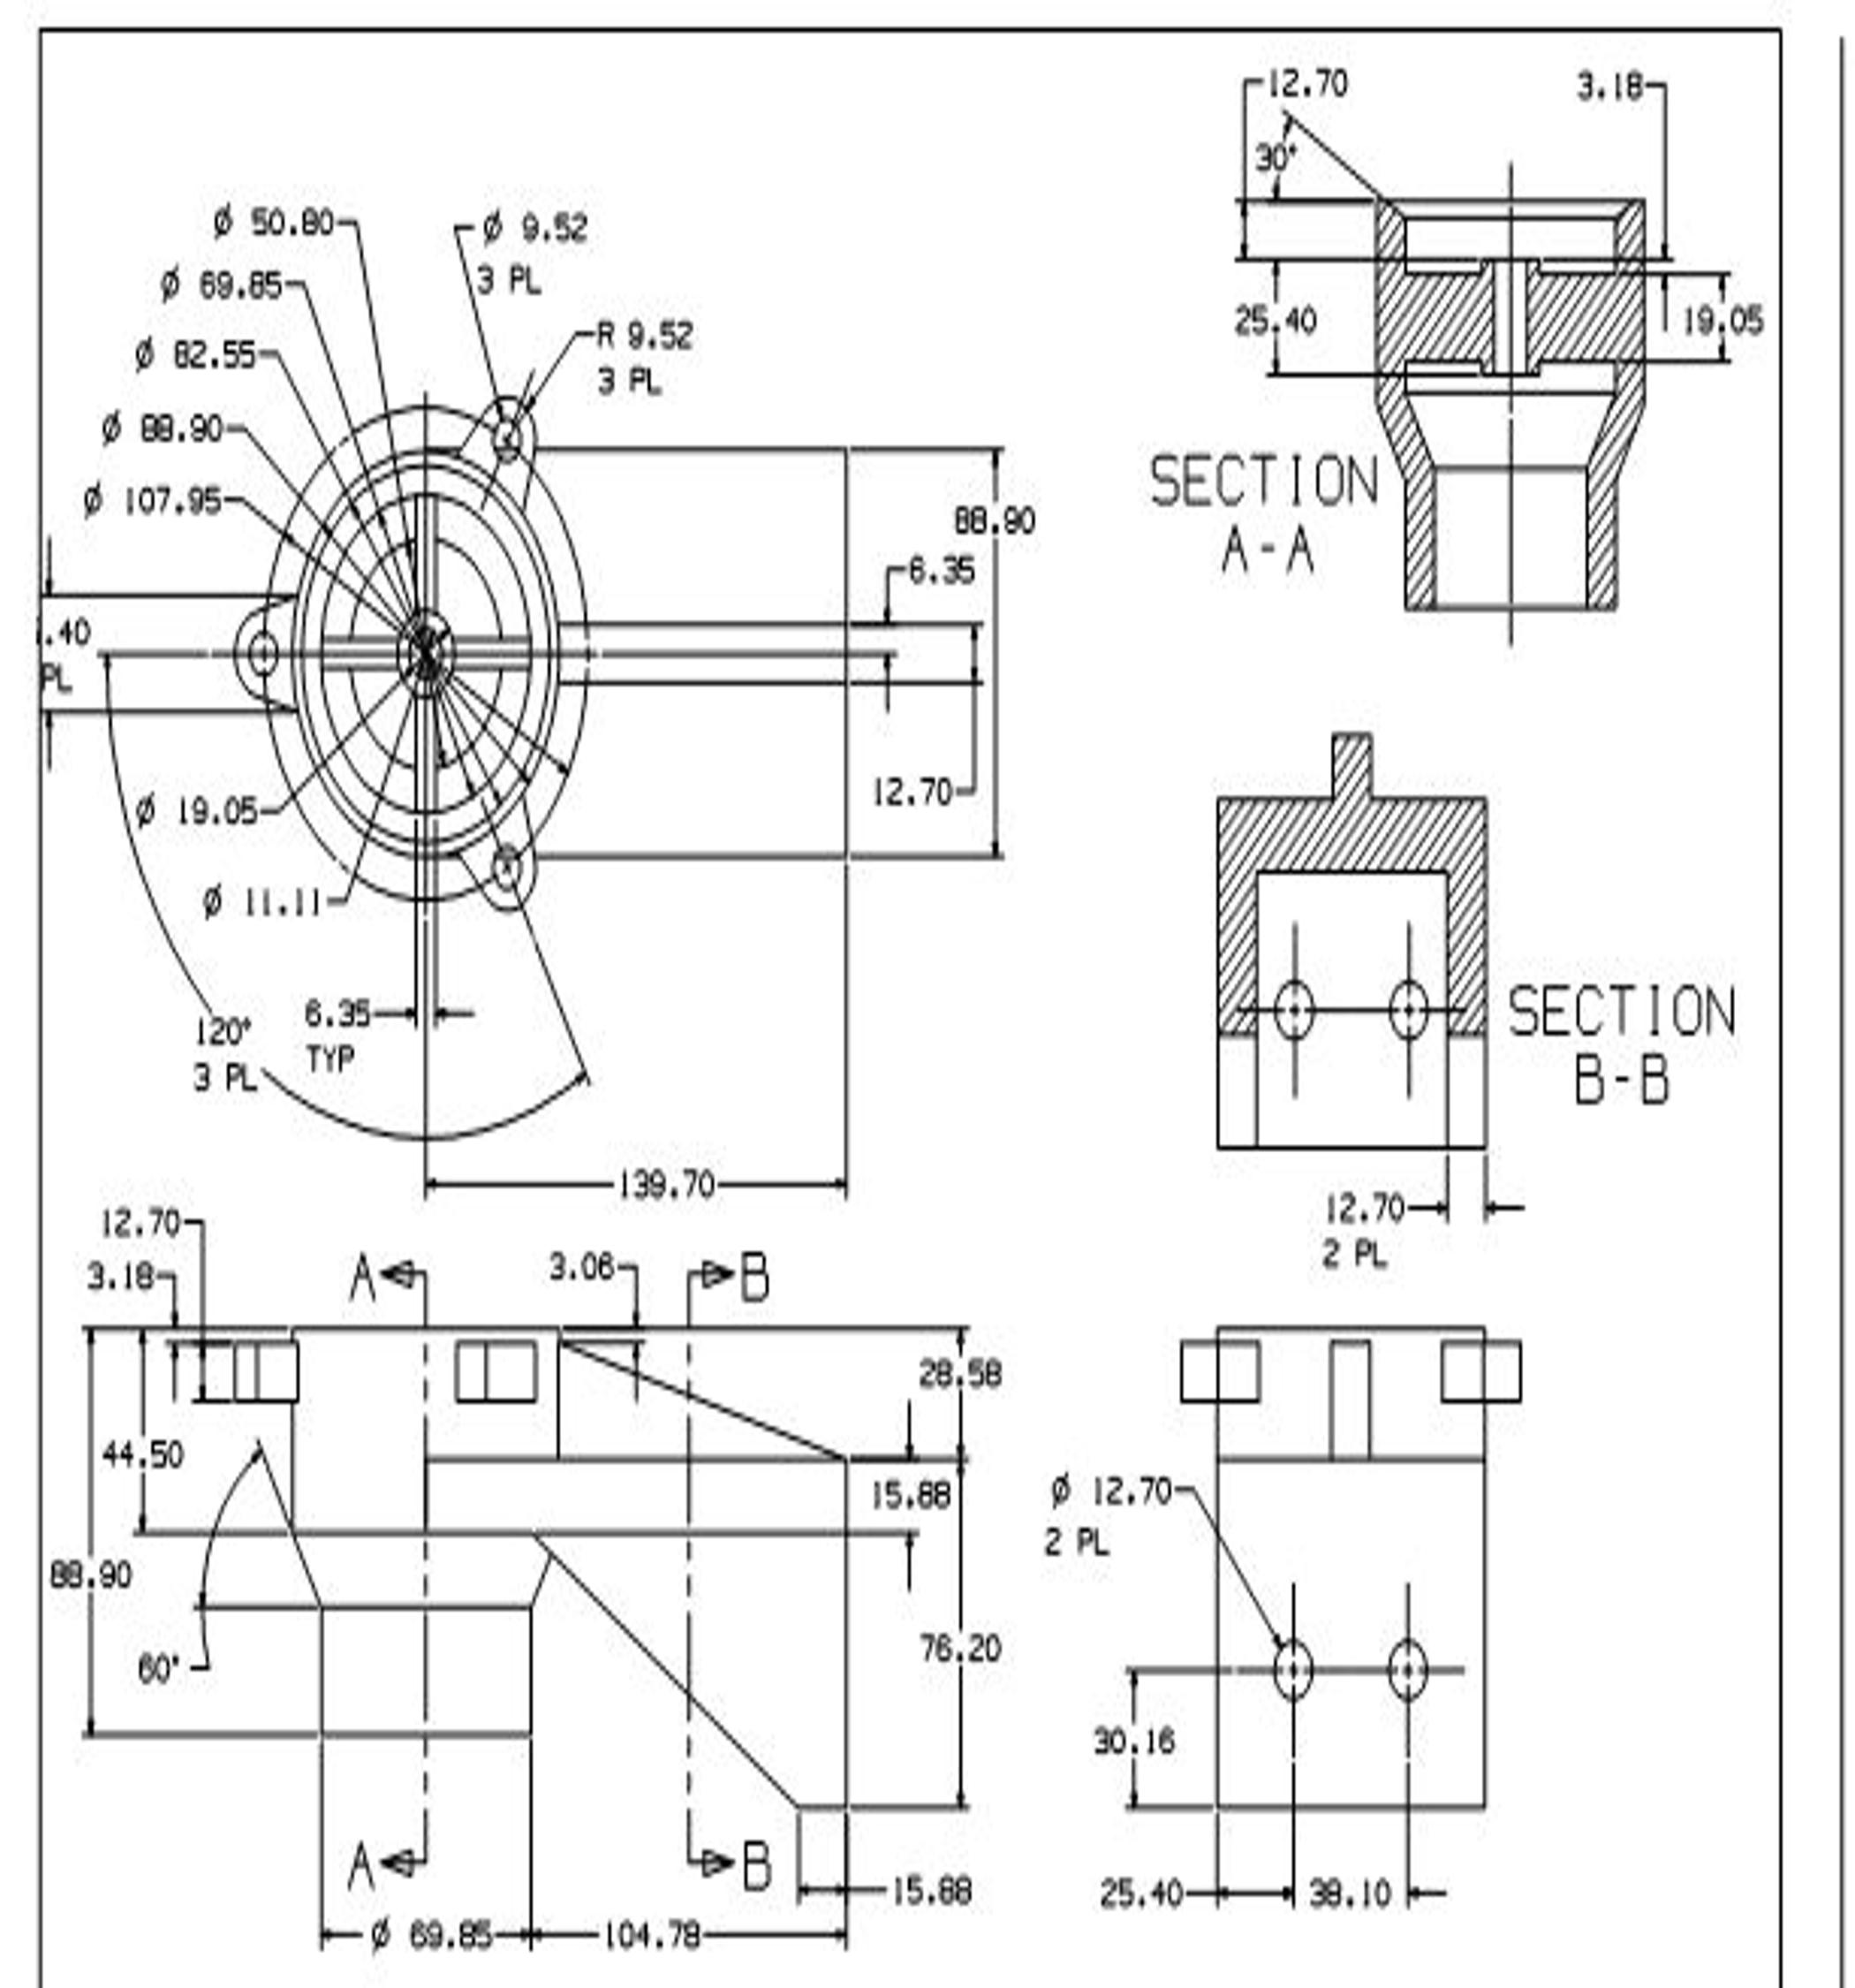 12.70
3.18
30°
Ø 50.80
Ø 9.52
3 PL
Ø 69.85
R 9.52
3 PL
25.40
19.05
Ø 82.55
Ø 88.90
SECTION
A-A
Ø 107.95
88.90
6.35
.40
PL
12.70
Ø 19.05
Ø 11.11
6.35
TYP
120°
3 PL
SECTION
B-B
139.70
12.70
2 PL
12.70
3.18
A
3.06
B
28.58
44.50
15.88
Ø 12.70
2 PL
88.90
60°
76.20
30.16
A
B
15.88
25.40
38.10
Ø 69.85
104.78